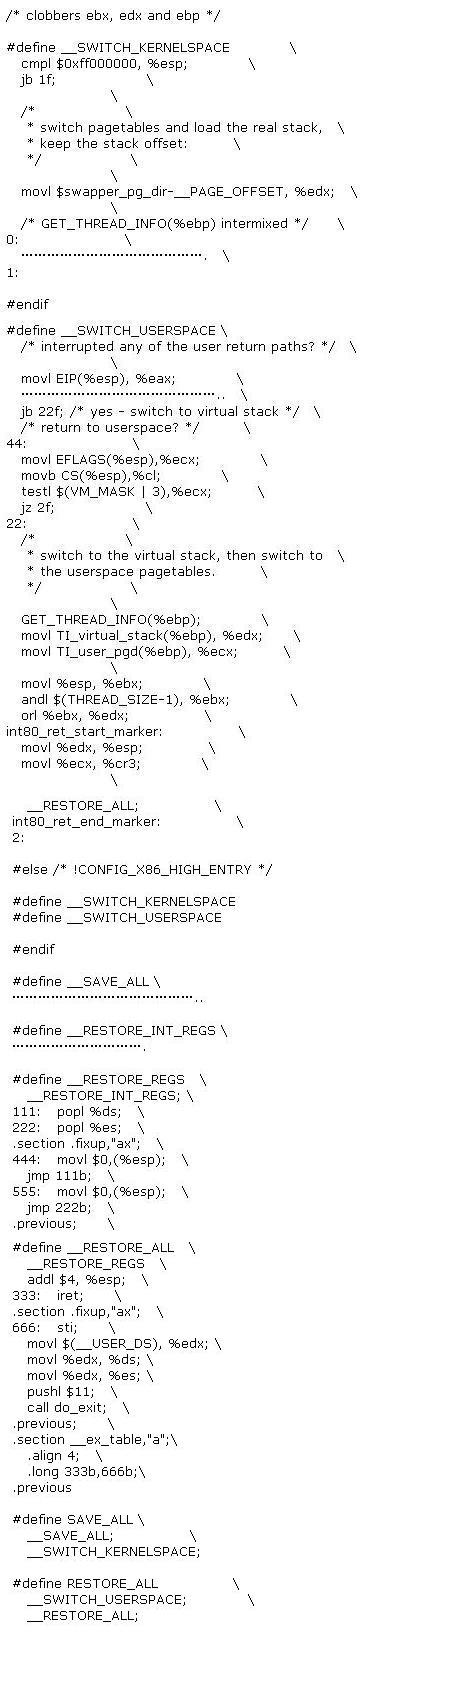 /* clobbers ebx, edx and ebp */
#define __SWITCH_KERNELSPACE \
cmpl $0xff000000, %esp; \
jb 1f; \
\
/* \
* switch pagetables and load the real stack, \
* keep the stack offset: \
*/ \
\
movl $swapper_pg_dir-__PAGE_OFFSET, %edx; \
\
/* GET_THREAD_INFO(%ebp) intermixed */ \
0: \
…………………………………. \
1:
#endif
#define __SWITCH_USERSPACE \
/* interrupted any of the user return paths? */ \
\
movl EIP(%esp), %eax; \
…………………………………….. \
jb 22f; /* yes - switch to virtual stack */ \
/* return to userspace? */ \
44: \
movl EFLAGS(%esp),%ecx; \
movb CS(%esp),%cl; \
testl $(VM_MASK | 3),%ecx; \
jz 2f; \
22: \
/* \
* switch to the virtual stack, then switch to \
* the userspace pagetables. \
*/ \
\
GET_THREAD_INFO(%ebp); \
movl TI_virtual_stack(%ebp), %edx; \
movl TI_user_pgd(%ebp), %ecx; \
\
movl %esp, %ebx; \
andl $(THREAD_SIZE-1), %ebx; \
orl %ebx, %edx; \
int80_ret_start_marker: \
movl %edx, %esp; \
movl %ecx, %cr3; \
\
__RESTORE_ALL; \
int80_ret_end_marker: \
2:
#else /* !CONFIG_X86_HIGH_ENTRY */
#define __SWITCH_KERNELSPACE
#define __SWITCH_USERSPACE
#endif
#define __SAVE_ALL \
…………………………………..
#define __RESTORE_INT_REGS \
……………………….
#define __RESTORE_REGS \
__RESTORE_INT_REGS; \
111: popl %ds; \
222: popl %es; \
.section .fixup,"ax"; \
444: movl $0,(%esp); \
jmp 111b; \
555: movl $0,(%esp); \
jmp 222b; \
.previous; \
#define __RESTORE_ALL \
__RESTORE_REGS \
addl $4, %esp; \
333: iret; \
.section .fixup,"ax"; \
666: sti; \
movl $(__USER_DS), %edx; \
movl %edx, %ds; \
movl %edx, %es; \
pushl $11; \
call do_exit; \
.previous; \
.section __ex_table,"a";\
.align 4; \
.long 333b,666b;\
.previous
#define SAVE_ALL \
__SAVE_ALL; \
__SWITCH_KERNELSPACE;
#define RESTORE_ALL \
__SWITCH_USERSPACE; \
__RESTORE_ALL;